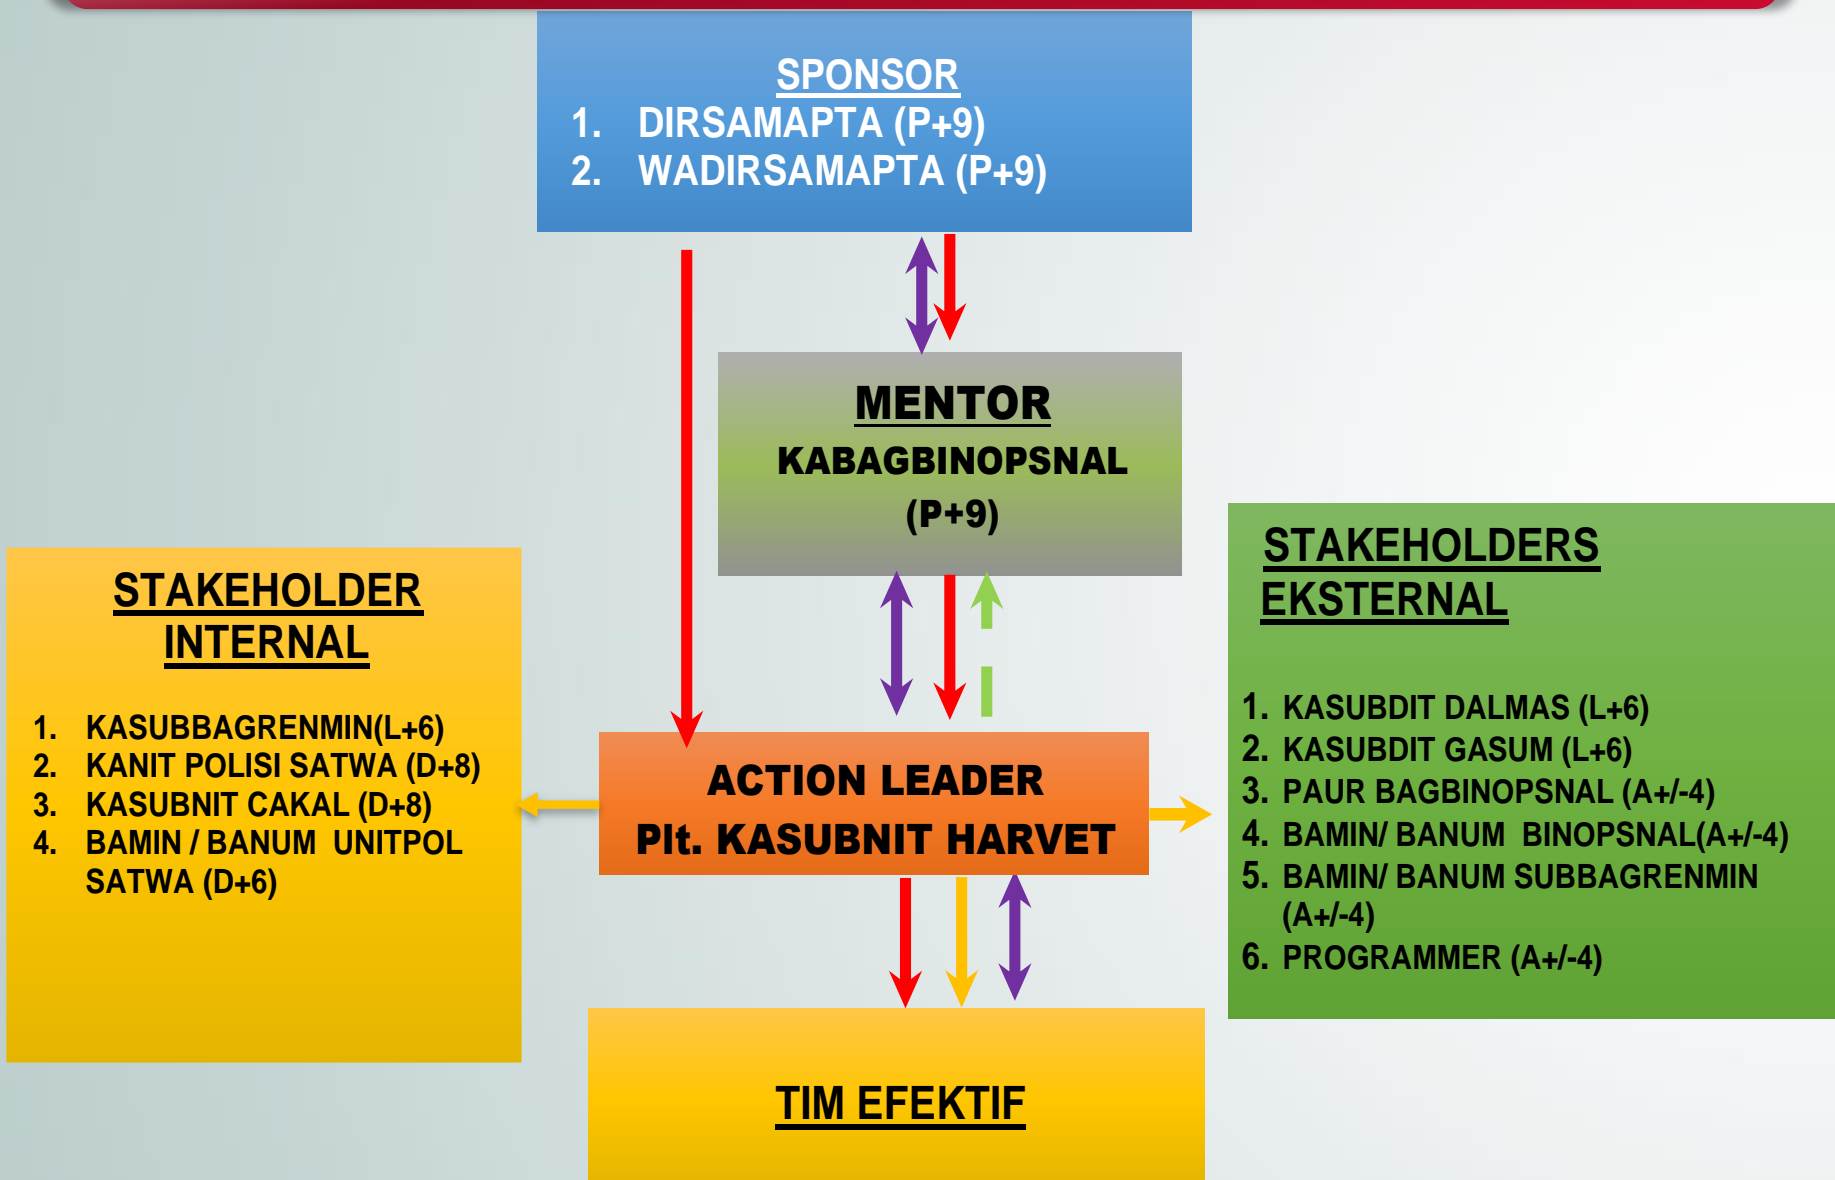 SPONSOR
1. DIRSAMAPTA (P+9)
2. WADIRSAMAPTA (P+9)
MENTOR
KABAGBINOPSNAL
(P+9)
STAKEHOLDER
INTERNAL
1. KASUBBAGRENMIN(L+6)
2. KANIT POLISI SATWA (D+8)
3. KASUBNIT CAKAL (D+8)
4. BAMIN / BANUM UNITPOL
SATWA (D+6)
ACTION LEADER
Plt. KASUBNIT HARVET
STAKEHOLDERS
EKSTERNAL
1. KASUBDIT DALMAS (L+6)
2. KASUBDIT GASUM (L+6)
3. PAUR BAGBINOPSNAL (A+/-4)
4. BAMIN/ BANUM BINOPSNAL(A+/-4)
5. BAMIN/ BANUM SUBBAGRENMIN
(A+/-4)
6. PROGRAMMER (A+/-4)
TIM EFEKTIF